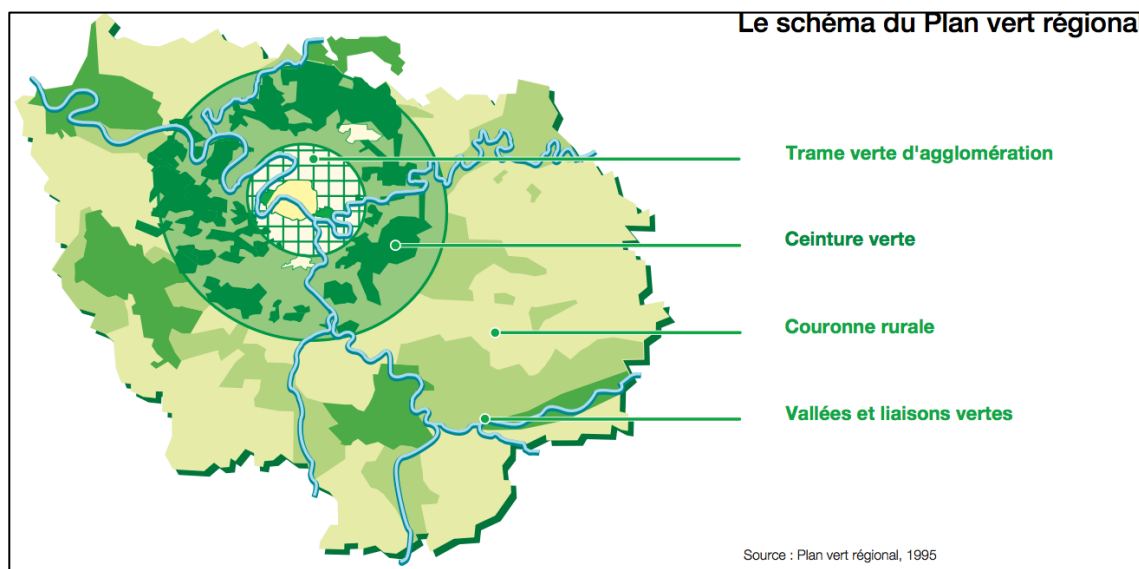 Le schéma du Plan vert régiona
Trame verte d'agglomération
Ceinture verte
Couronne rurale
Vallées et liaisons vertes
Source : Plan vert régional, 1995